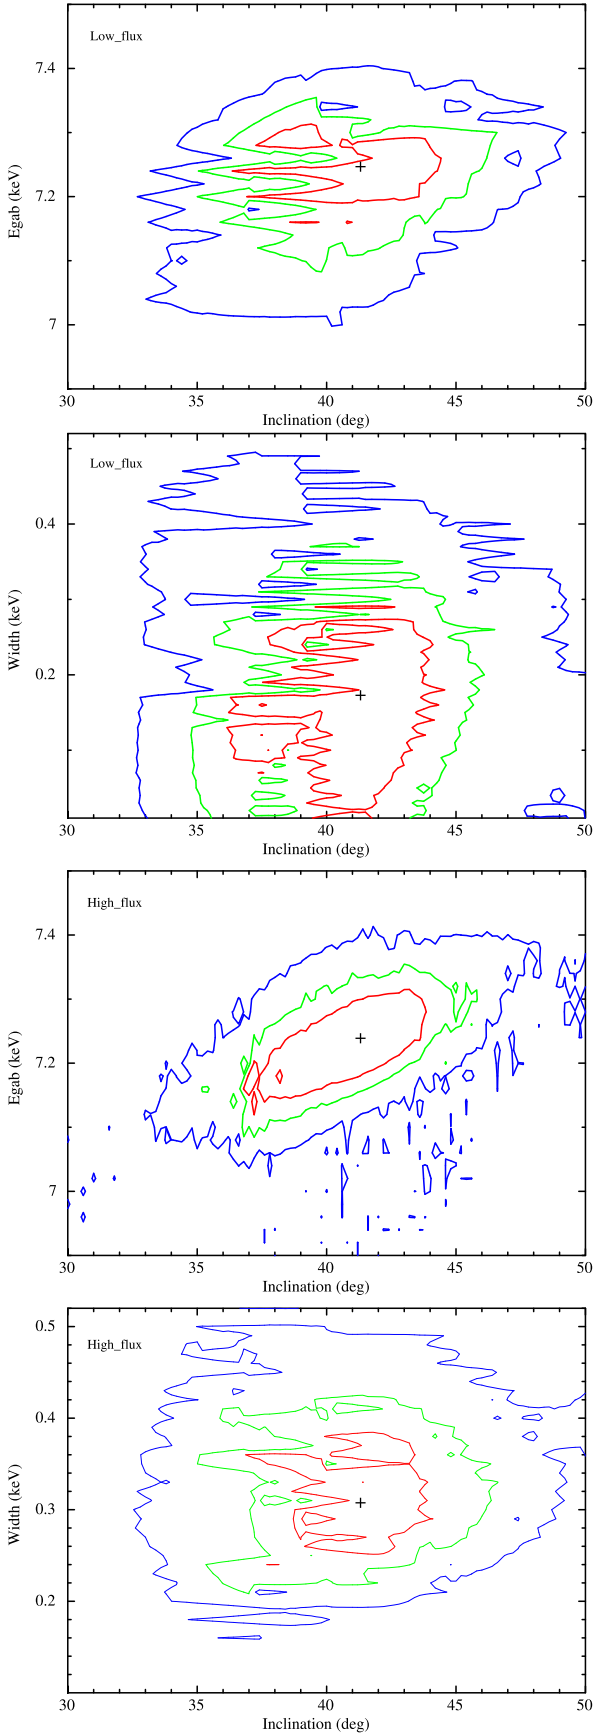 Low_flux
7.4
7.2
7
Egab (keV)
30 35 40 45 50
Inclination (deg)
Low_flux
0.4
0.2
Width (keV)
30 35 40 45 50
Inclination (deg)
High_flux
7.4
7.2
7
Egab (keV)
30 35 40 45 50
Inclination (deg)
0.5
High_flux
0.4
0.3
0.2
Width (keV)
30 35 40 45 50
Inclination (deg)